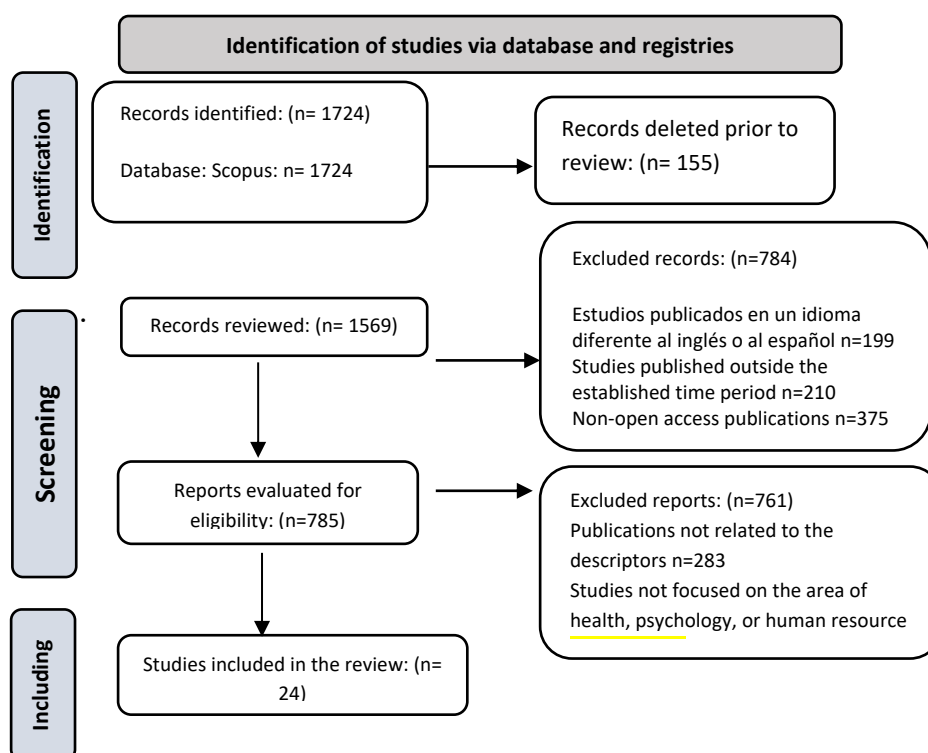 Identification of studies via database and registries
Identification
Records identified: (n= 1724)
Database: Scopus: n= 1724
Records deleted prior to
review: (n= 155)
Screening
.
Records reviewed: (n= 1569)
Excluded records: (n=784)
Estudios publicados en un idioma
diferente al inglés o al español n=199
Studies published outside the
established time period n=210
Non-open access publications n=375
Reports evaluated for
eligibility: (n=785)
Excluded reports: (n=761)
Publications not related to the
descriptors n=283
Studies not focused on the area of
health, psychology, or human resource
Including
Studies included in the review: (n=
24)